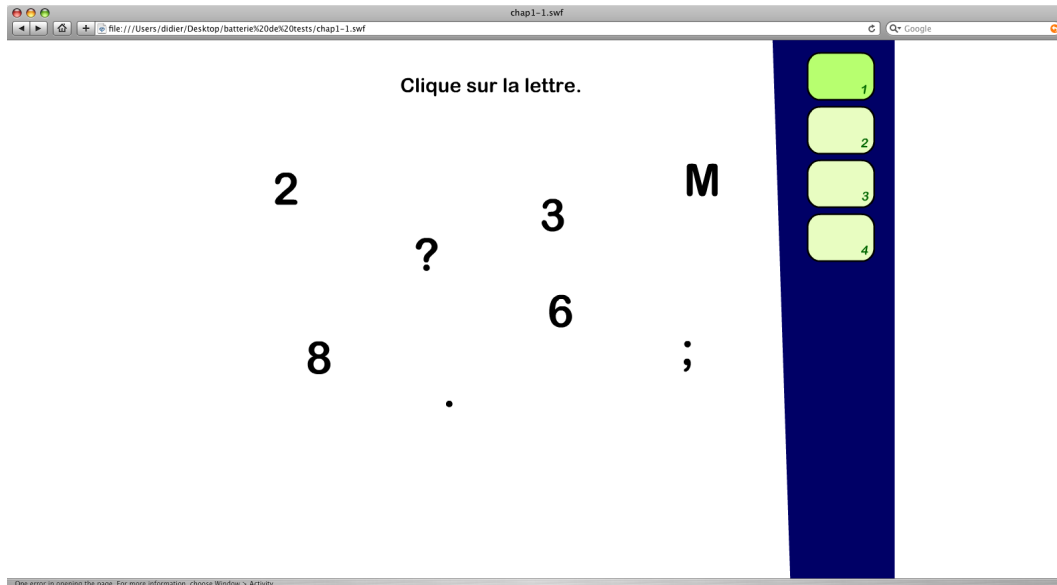 chap1-1.swf
file:///Users/didier/Desktop/batterie%20de%20tests/chap1-1.swf
Google
Clique sur la lettre.
1
2
3
4
2
M
3
?
6
8
;
.
One error in opening the page. For more information, choose Window > Activity.